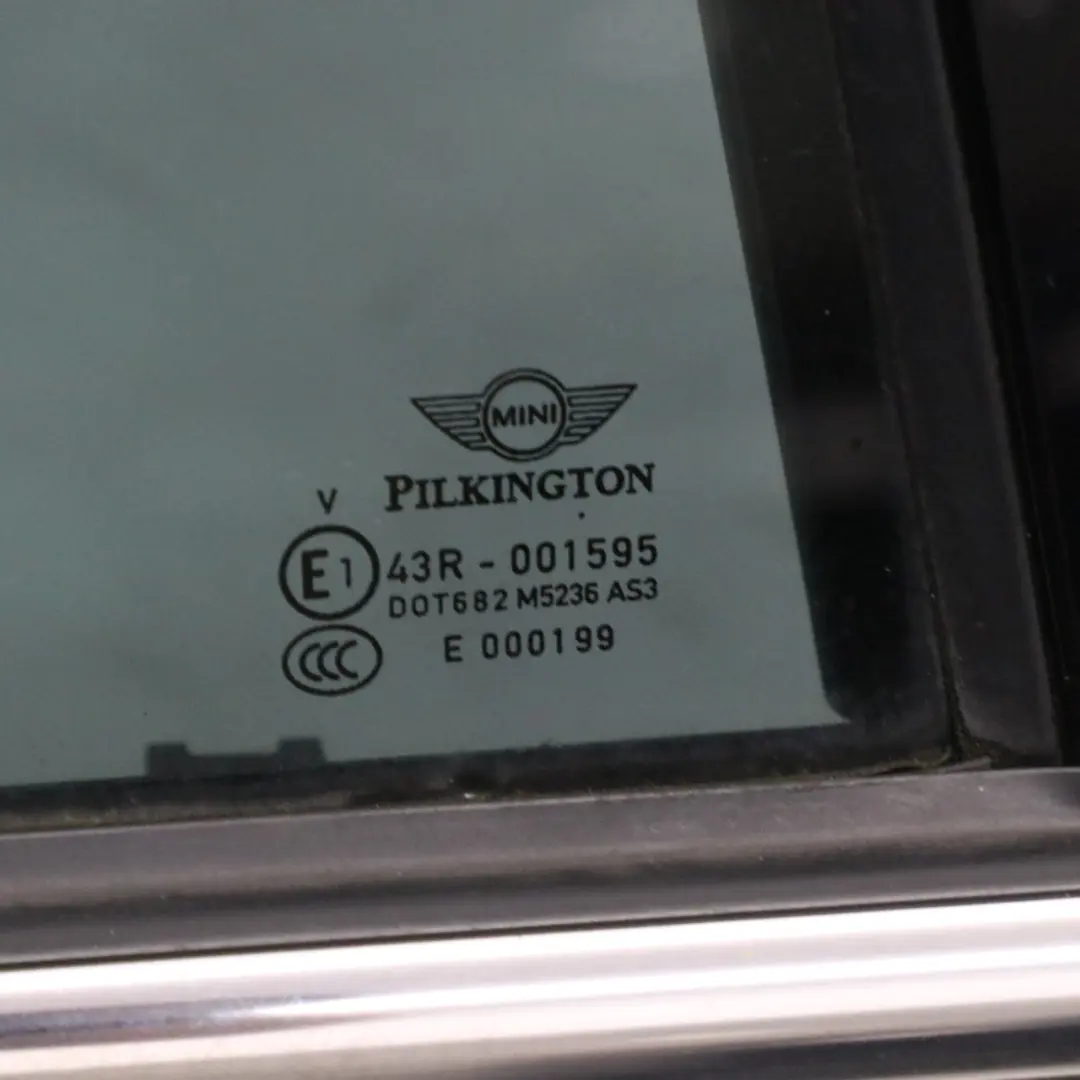 MINI
PILKINGTON
V
E1 43R - 001595
DOT682 M5236 AS3
CCC E 000199